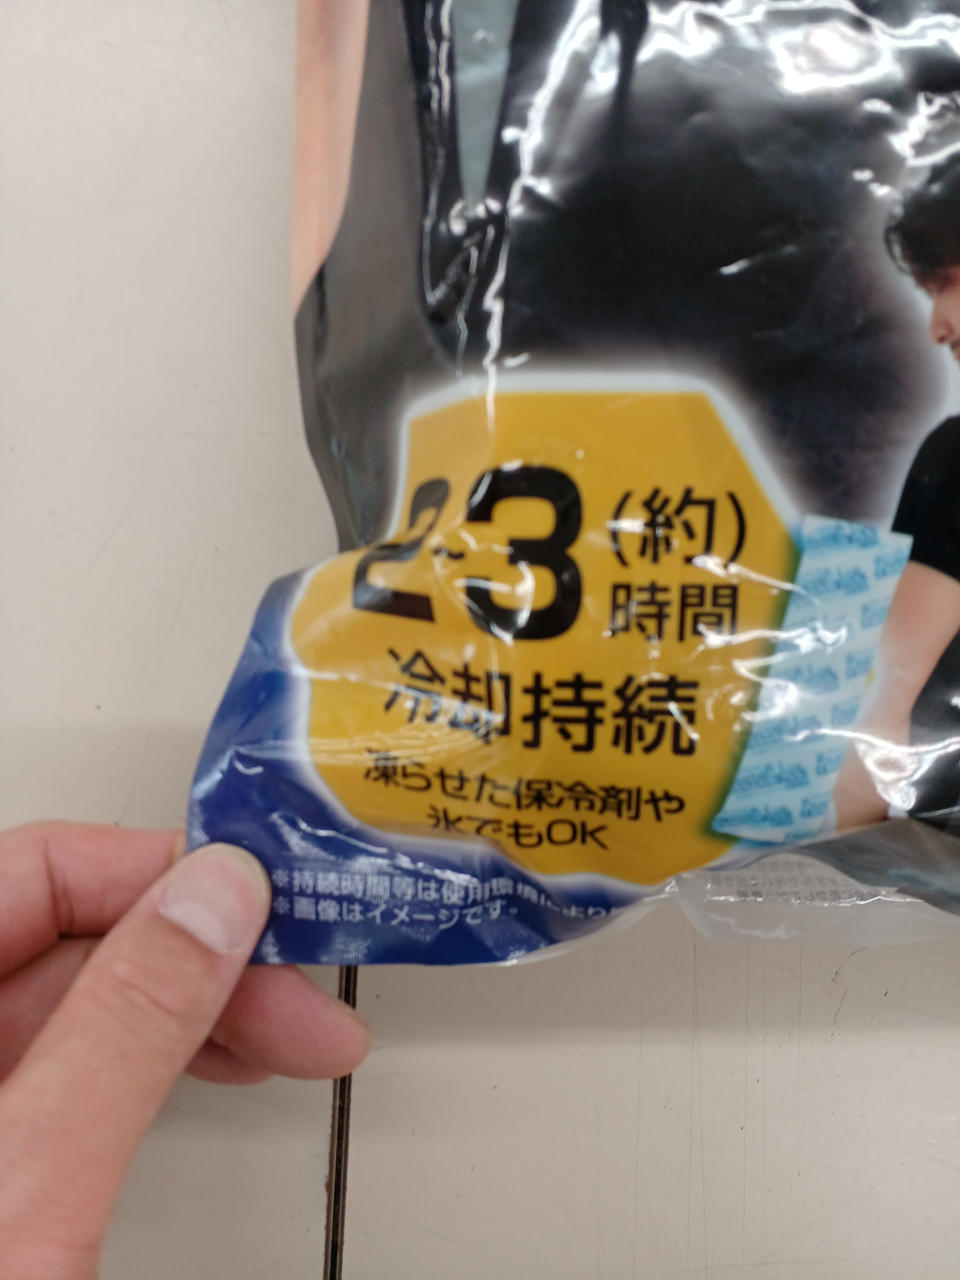 2~3(約)時間
冷却持続
凍らせた保冷剤や
氷でもOK
※持続時間等は使用環境により
※画像はイメージです。